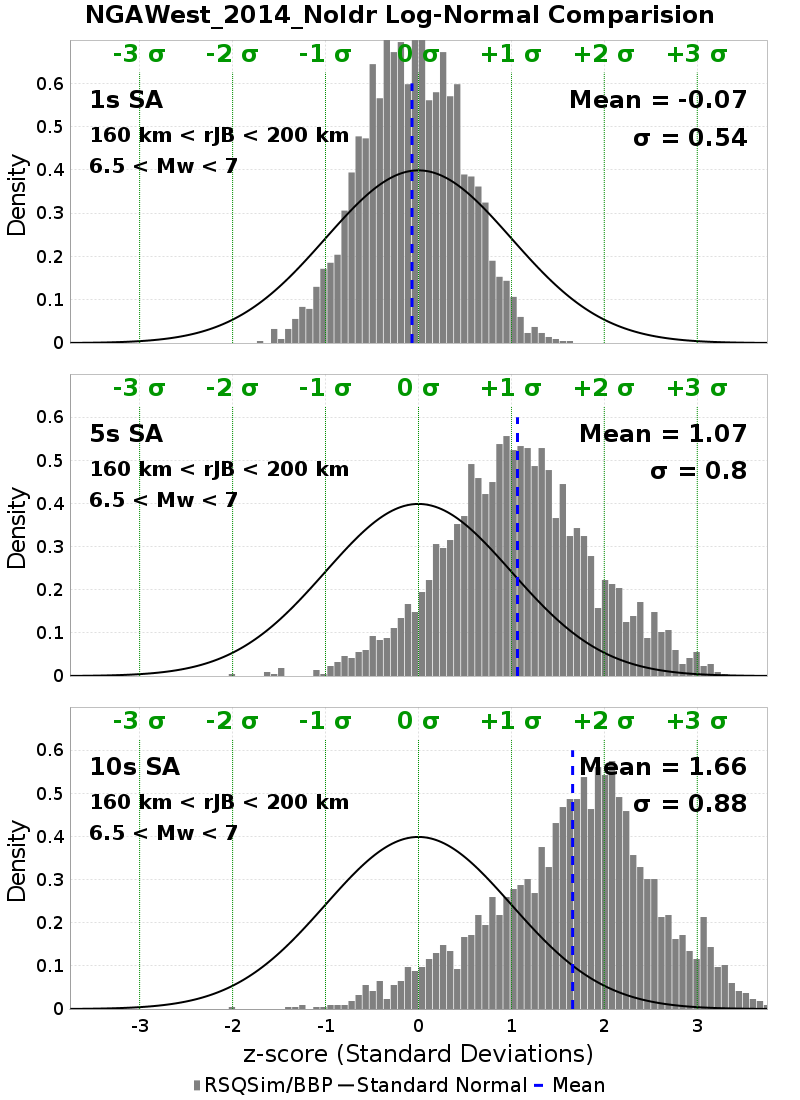 NGAWest_2014_NoIdr Log-Normal Comparision
-3 σ -2 σ -1 σ 0 σ +1 σ +2 σ +3 σ
1s SA
Mean = -0.07
160 km < rJB < 200 km
σ = 0.54
6.5 < Mw < 7
Density
0.6
0.5
0.4
0.3
0.2
0.1
0
-3 σ -2 σ -1 σ 0 σ +1 σ +2 σ +3 σ
5s SA
Mean = 1.07
160 km < rJB < 200 km
σ = 0.8
6.5 < Mw < 7
Density
0.6
0.5
0.4
0.3
0.2
0.1
0
-3 σ -2 σ -1 σ 0 σ +1 σ +2 σ +3 σ
10s SA
Mean = 1.66
160 km < rJB < 200 km
σ = 0.88
6.5 < Mw < 7
Density
0.6
0.5
0.4
0.3
0.2
0.1
0
-3 -2 -1 0 1 2 3
z-score (Standard Deviations)
RSQSim/BBP Standard Normal Mean